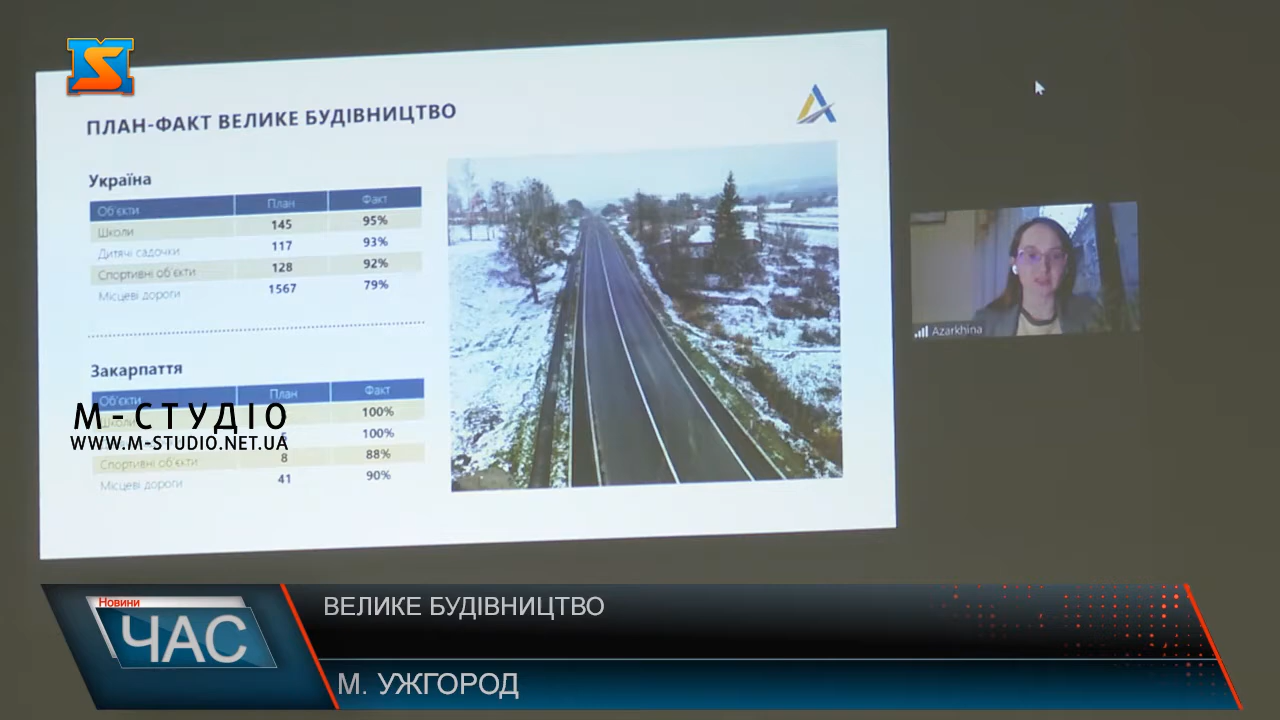 ПЛАН-ФАКТ ВЕЛИКЕ БУДІВНИЦТВО
Україна
Об'єкти План Факт
Школи 145 95%
Дитячі садочки 117 93%
Спортивні об'єкти 128 92%
Місцеві дороги 1567 79%
Закарпаття
Об'єкти План Факт
100%
100%
Спортивні об'єкти 8 88%
Місцеві дороги 41 90%
М-СТУДІО
WWW.M-STUDIO.NET.UA
Azarkhina
Новини
ЧАС
ВЕЛИКЕ БУДІВНИЦТВО
М. УЖГОРОД